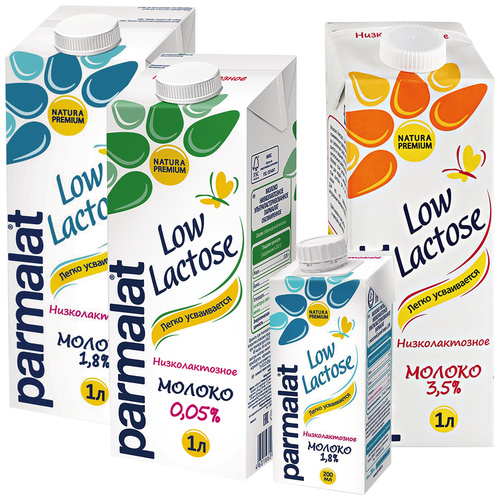 NATURA
PREMIUM
parmalat
Low
Lactose
Легко усваивается
Низколактозное
МОЛОКО
1,8%
1л
Низколактозное
NATURA
PREMIUM
parmalat
Low
Lactose
Легко усваивается
Низколактозное
МОЛОКО
0,05%
1л
NATURA
PREMIUM
parmalat
Low
Lactose
Легко усваивается
Низколактозное
МОЛОКО
1,8%
200
МЛ
Низколактозное
NATURA
PREMIUM
Low
Lactose
Легко усваивается
Низколактозное
МОЛОКО
3,5%
1л